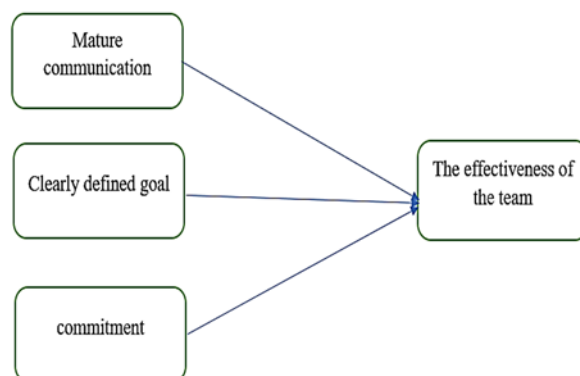 Mature
communication
Clearly defined goal
The effectiveness of
the team
commitment